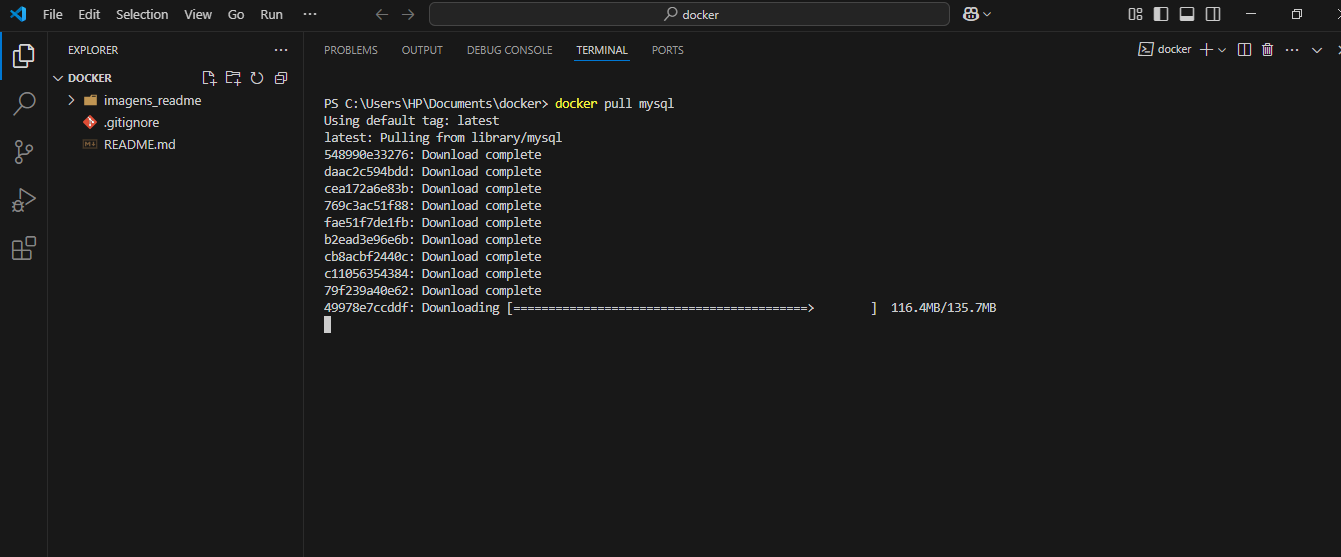 File Edit Selection View Go Run ···
docker
EXPLORER ···
DOCKER
imagens_readme
.gitignore
README.md
PROBLEMS OUTPUT DEBUG CONSOLE TERMINAL PORTS
docker ···
PS C:\Users\HP\Documents\docker> docker pull mysql
Using default tag: latest
latest: Pulling from library/mysql
548990e33276: Download complete
daac2c594bdd: Download complete
cea172a6e83b: Download complete
769c3ac51f88: Download complete
fae51f7de1fb: Download complete
b2ead3e96e6b: Download complete
cb8acbf2440c: Download complete
c11056354384: Download complete
79f239a40e62: Download complete
49978e7ccddf: Downloading [==========================================>        ]  116.4MB/135.7MB